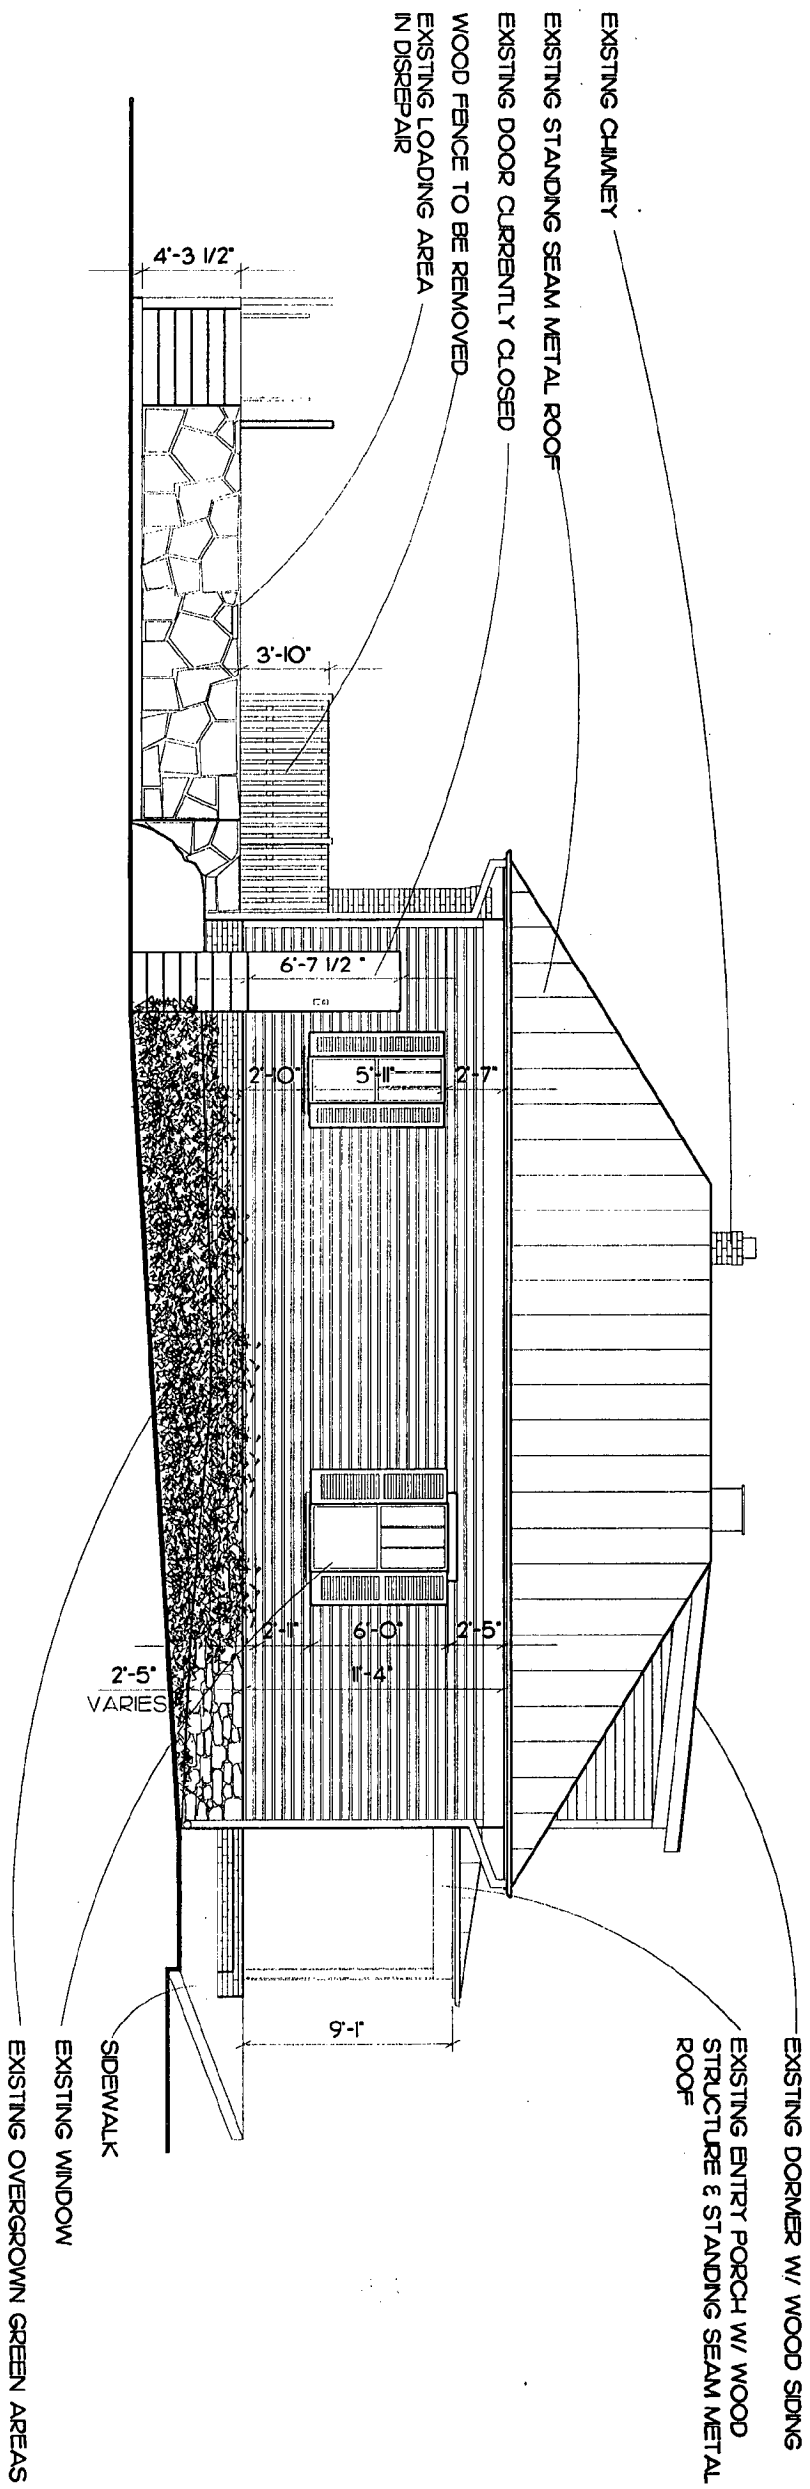 EXISTING CHIMNEY
EXISTING STANDING SEAM METAL ROOF
EXISTING DOOR CURRENTLY CLOSED
WOOD FENCE TO BE REMOVED
EXISTING LOADING AREA
IN DISREPAIR
4'-3 1/2"
3'-10"
6'-7 1/2 "
2'-10"
5'-11"
2'-7"
2'-11"
6'-0"
2'-5"
11'-4"
2'-5"
VARIES
9'-1"
EXISTING DORMER W/ WOOD SIDING
EXISTING ENTRY PORCH W/ WOOD
STRUCTURE & STANDING SEAM METAL
ROOF
SIDEWALK
EXISTING WINDOW
EXISTING OVERGROWN GREEN AREAS